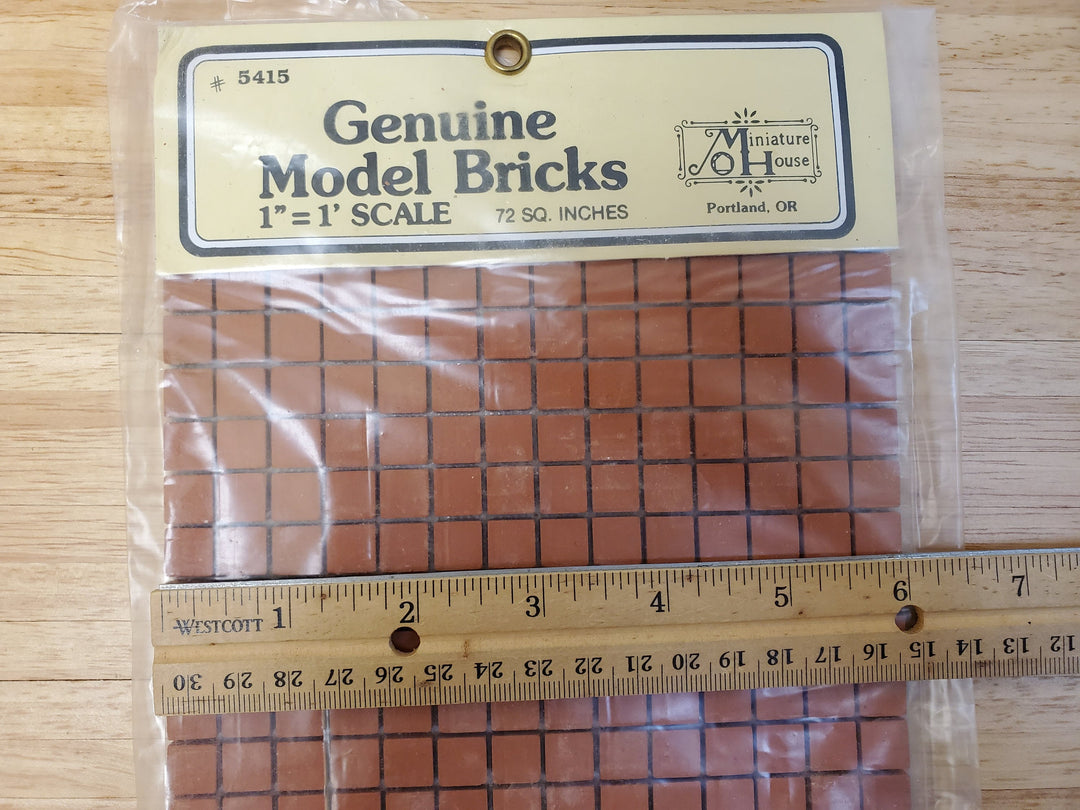 # 5415
Genuine
Model Bricks
1"=1' SCALE 72 SQ. INCHES
Miniature
House
Portland, OR
1 2 3 4 5 6 7
WESTCOTT
30 29 28 27 26 25 24 23 22 21 20 19 18 17 16 15 14 13 12